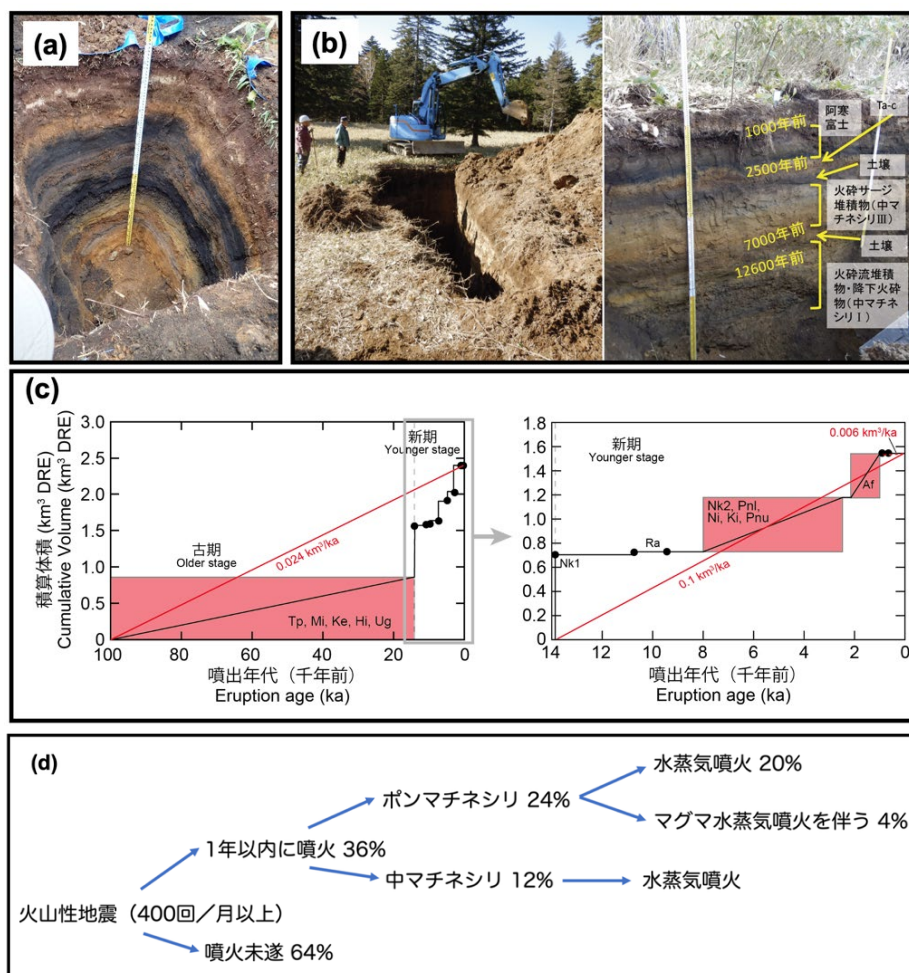 (a)
(b)
1000年前
阿寒
富士
Ta-c
2500年前
土壌
火砕サージ
堆積物(中マ
チネシリⅢ)
7000年前
土壌
12600年前
火砕流堆積
物・降下火砕
物(中マチネ
シリⅠ)
(c)
積算体積 (km³ DRE)
Cumulative Volume (km³ DRE)
3.0
2.5
2.0
1.5
1.0
0.5
0
新期
Younger stage
古期
Older stage
0.024 km³/ka
Tp, Mi, Ke, Hi, Ug
100 80 60 40 20 0
噴出年代(千年前)
Eruption age (ka)
1.8
1.6
1.4
1.2
1.0
0.8
0.6
0.4
0.2
0
新期
Younger stage
0.006 km³/ka
Af
Nk2, Pnl,
Ni, Ki, Pnu
Ra
Nk1
0.1 km³/ka
14 12 10 8 6 4 2 0
噴出年代(千年前)
Eruption age (ka)
(d)
水蒸気噴火 20%
ポンマチネシリ 24%
マグマ水蒸気噴火を伴う 4%
1年以内に噴火 36%
中マチネシリ 12%
水蒸気噴火
火山性地震(400回/月以上)
噴火未遂 64%